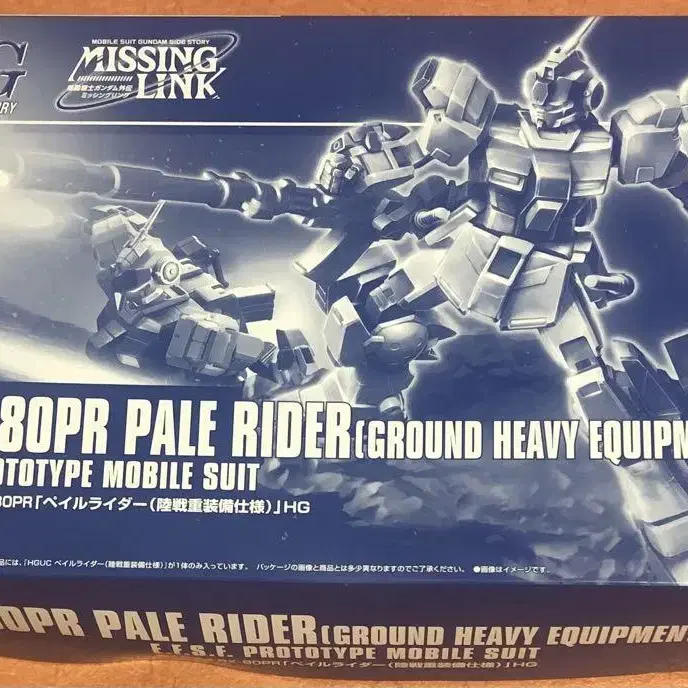 G
RY
MOBILE SUIT GUNDAM SIDE STORY
MISSING
LINK
機動戦士ガンダム外伝
ミッシングリンク
80PR PALE RIDER(GROUND HEAVY EQUIPM
OTOTYPE MOBILE SUIT
80PR「ペイルライダー(陸戦重装備仕様)」HG
品には、「HGUC ペイルライダー(陸戦重装備仕様)」が1体のみ入っています。 パッケージの画像と商品とは多少異なりますのでご了承ください。 ●画像はイメージです。
0PR PALE RIDER(GROUND HEAVY EQUIPMEN
E.F.S.F. PROTOTYPE MOBILE SUIT
RX-80PR「ペイルライダー(陸戦重装備仕様)」HG